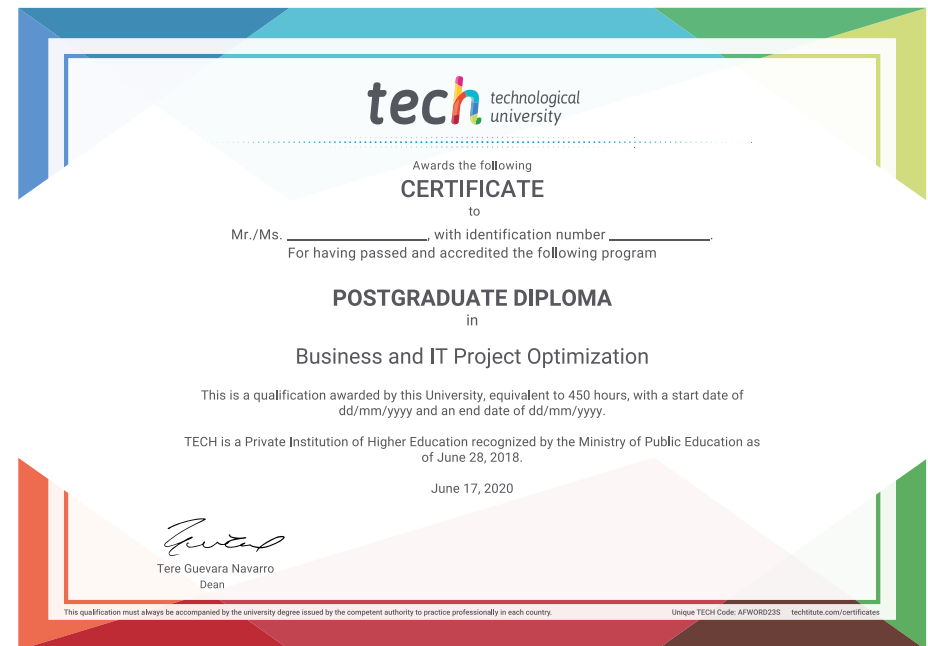 tech technological
university
Awards the following
CERTIFICATE
to
Mr./Ms. ____________________, with identification number ______________.
For having passed and accredited the following program
POSTGRADUATE DIPLOMA
in
Business and IT Project Optimization
This is a qualification awarded by this University, equivalent to 450 hours, with a start date of
dd/mm/yyyy and an end date of dd/mm/yyyy.
TECH is a Private Institution of Higher Education recognized by the Ministry of Public Education as
of June 28, 2018.
June 17, 2020
Tere Guevara Navarro
Dean
This qualification must always be accompanied by the university degree issued by the competent authority to practice professionally in each country.
Unique TECH Code: AFWORD23S techtitute.com/certificates